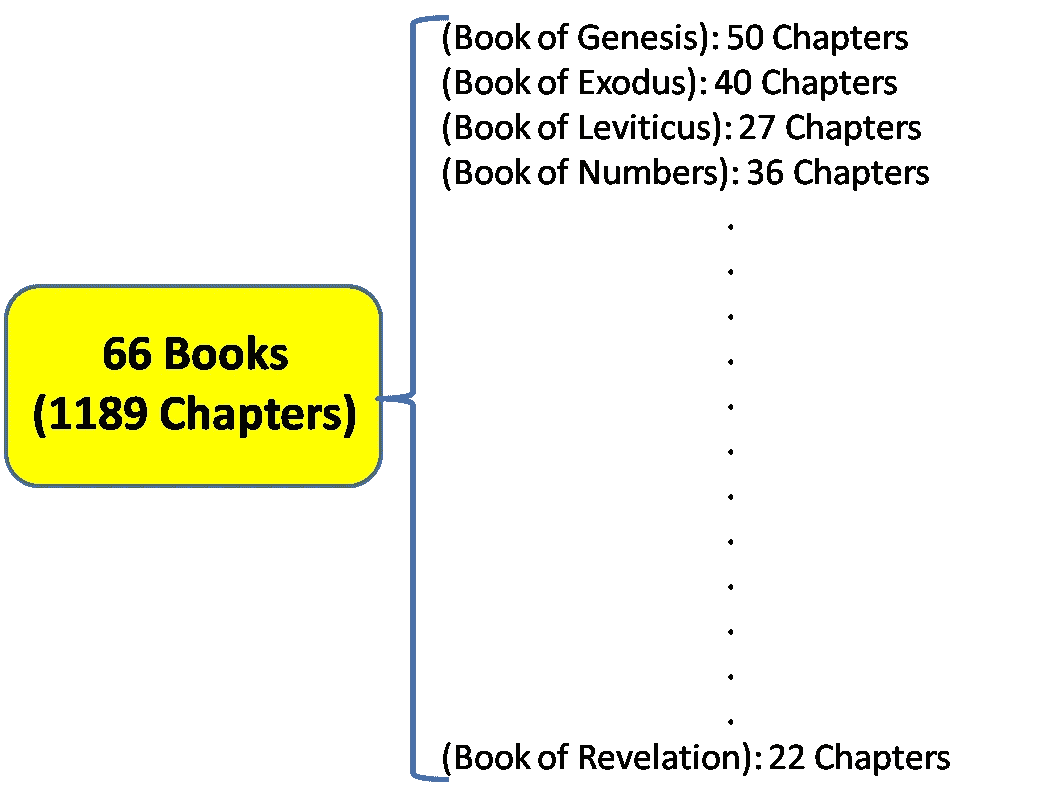 (Book of Genesis): 50 Chapters
(Book of Exodus): 40 Chapters
(Book of Leviticus): 27 Chapters
(Book of Numbers): 36 Chapters
.
.
.
.
.
.
.
.
.
.
.
.
66 Books
(1189 Chapters)
(Book of Revelation): 22 Chapters